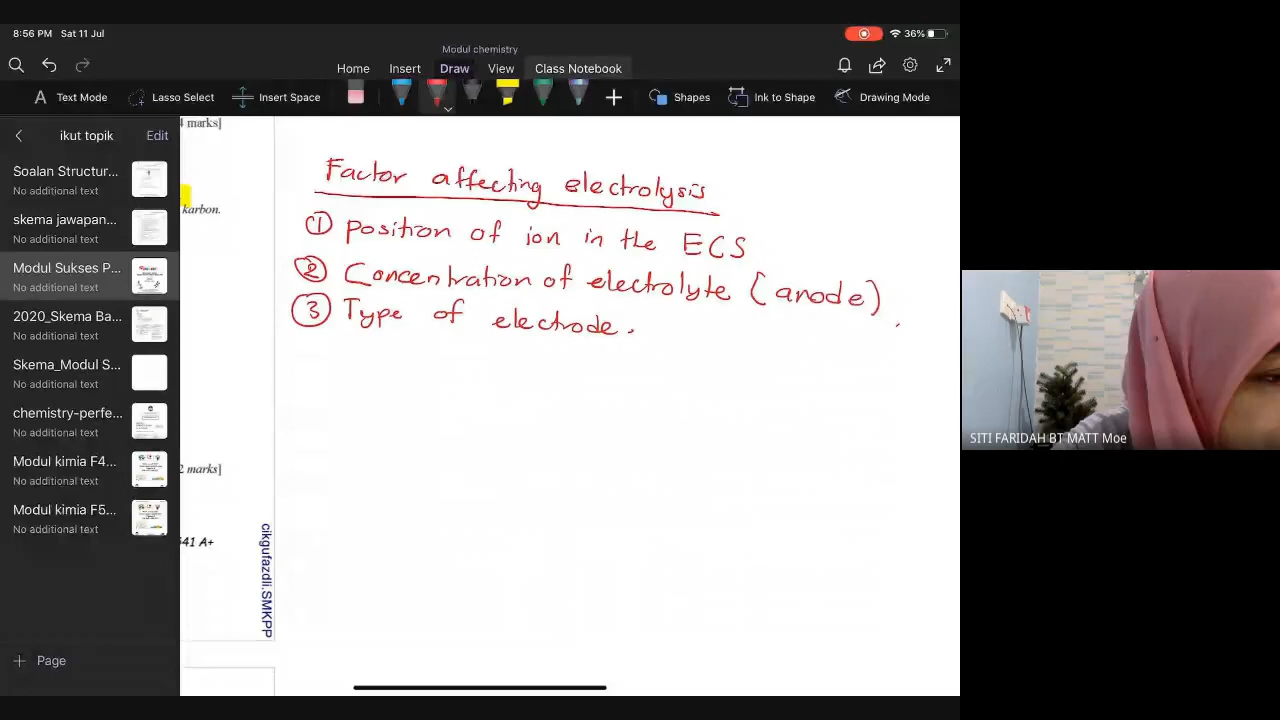 8:56 PM Sat 11 Jul
36%
Modul chemistry
Home Insert Draw View Class Notebook
Text Mode Lasso Select Insert Space Shapes Ink to Shape Drawing Mode
ikut topik Edit
Soalan Structur...
No additional text
skema jawapan...
No additional text
Modul Sukses P...
No additional text
2020_Skema Ba...
No additional text
Skema_Modul S...
No additional text
chemistry-perfe...
No additional text
Modul kimia F4...
No additional text
Modul kimia F5...
No additional text
Page
marks]
karbon.
2 marks]
541 A+
cikgufazdli.SMKPP
Factor affecting electrolysis
① Position of ion in the ECS
② Concentration of electrolyte (anode)
③ Type of electrode.
SITI FARIDAH BT MATT Moe